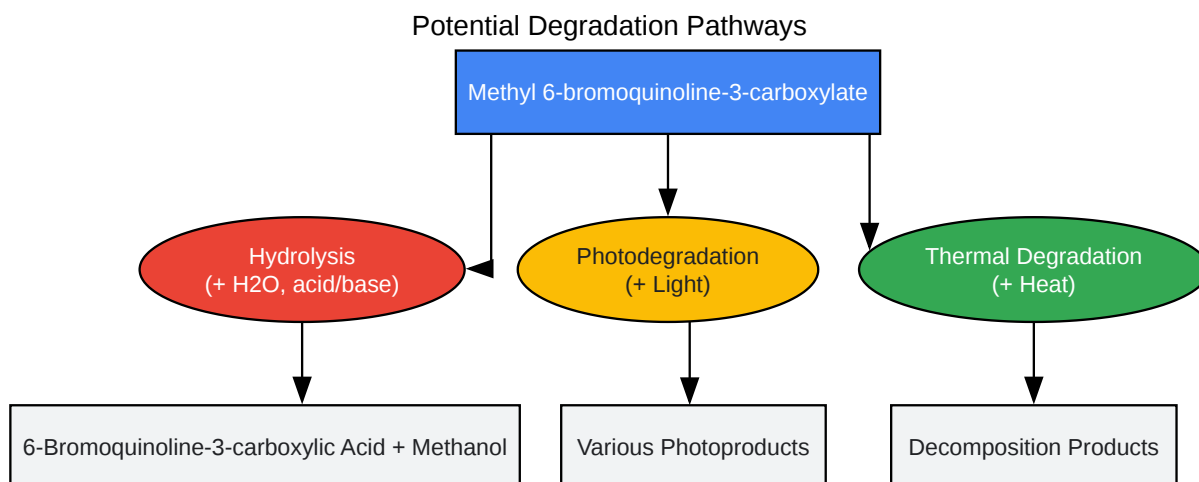 Potential Degradation Pathways
Methyl 6-bromoquinoline-3-carboxylate
Hydrolysis
(+ H2O, acid/base)
Photodegradation
(+ Light)
Thermal Degradation
(+ Heat)
6-Bromoquinoline-3-carboxylic Acid + Methanol
Various Photoproducts
Decomposition Products